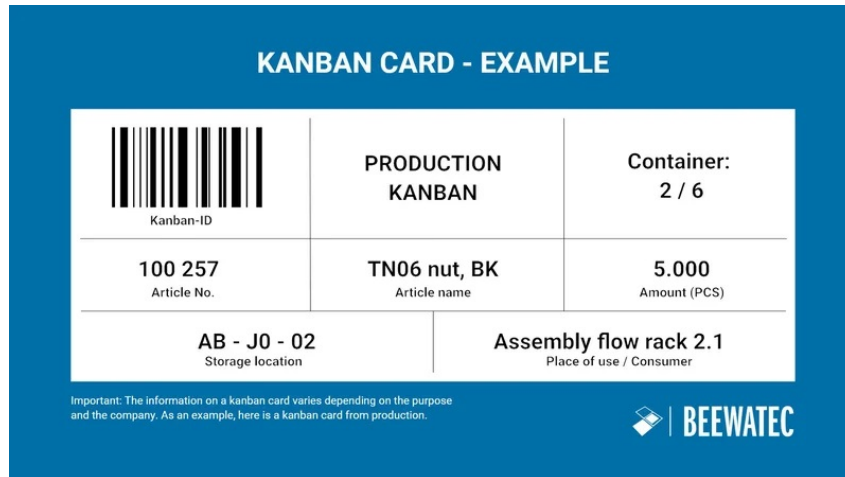 KANBAN CARD - EXAMPLE
Kanban-ID
PRODUCTION
KANBAN
Container:
2 / 6
100 257
Article No.
TN06 nut, BK
Article name
5.000
Amount (PCS)
AB - J0 - 02
Storage location
Assembly flow rack 2.1
Place of use / Consumer
Important: The information on a kanban card varies depending on the purpose
and the company. As an example, here is a kanban card from production.
BEEWATEC